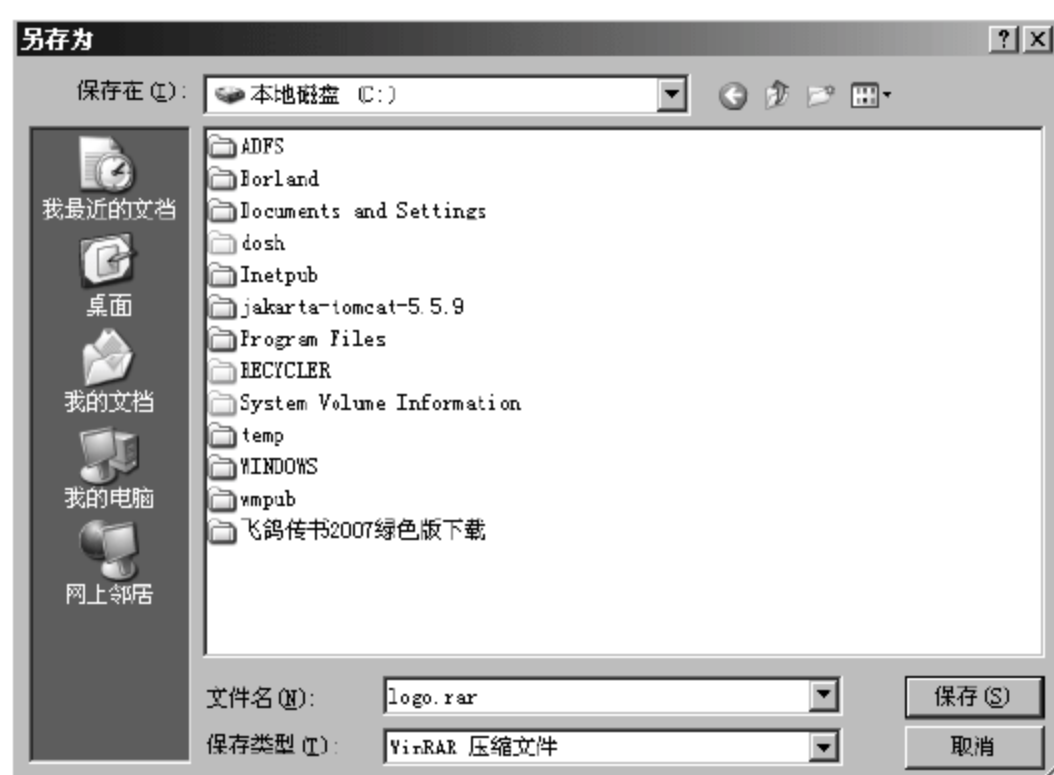 另存为
保存在(I):
本地磁盘 (C:)
我最近的文档
桌面
我的文档
我的电脑
网上邻居
ADFS
Borland
Documents and Settings
dosh
Inetpub
jakarta-tomcat-5.5.9
Program Files
RECYCLER
System Volume Information
temp
WINDOWS
wmpub
飞鸽传书2007绿色版下载
文件名(N):
logo.rar
保存(S)
保存类型(T):
WinRAR 压缩文件
取消